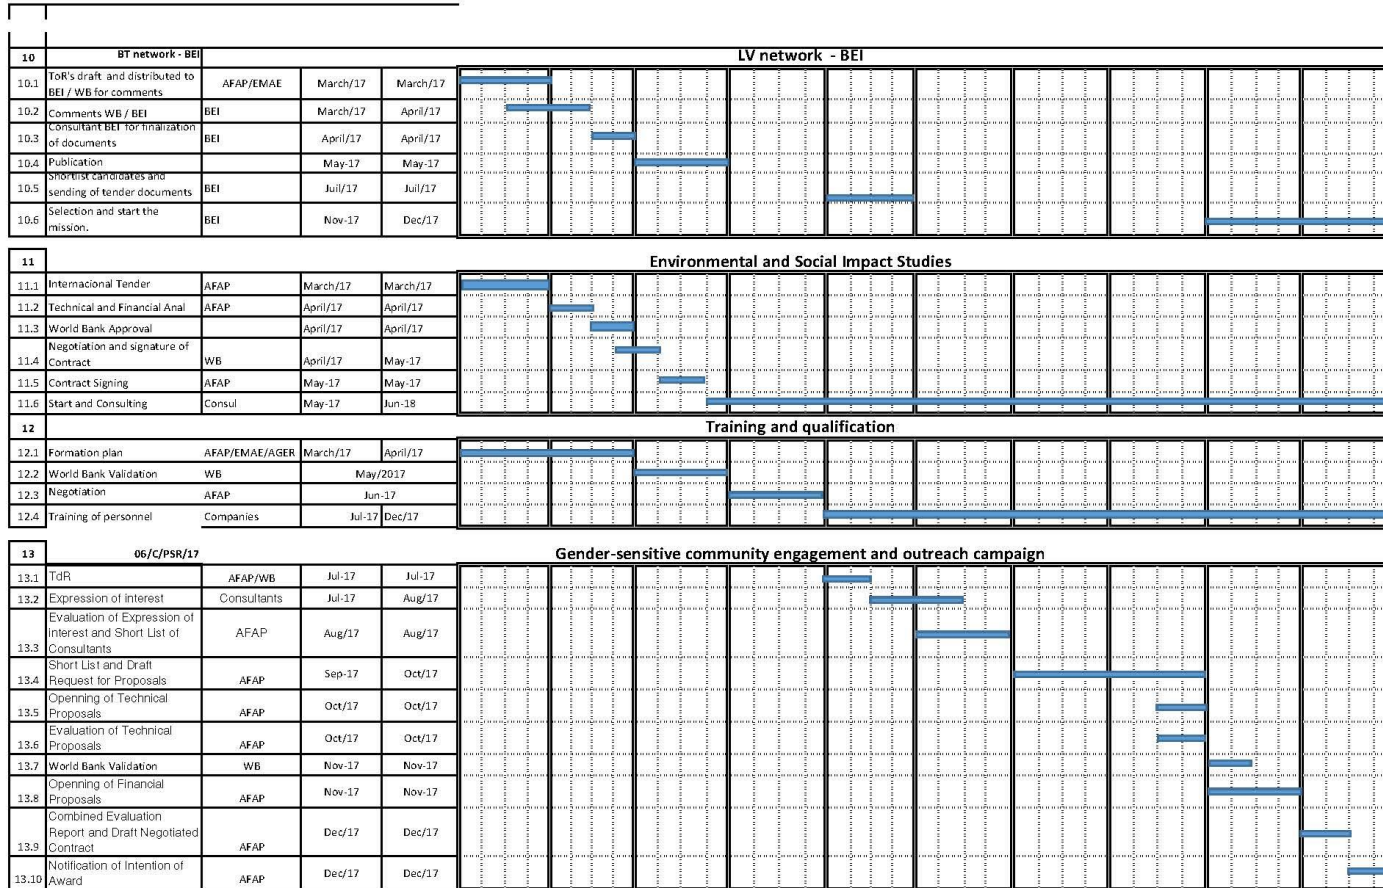 10 BT network - BEI LV network - BEI
10.1 ToR's draft and distributed to BEI / WB for comments AFAP/EMAE March/17 March/17
10.2 Comments WB / BEI BEI March/17 April/17
10.3 Consultant BEI for finalization of documents BEI April/17 April/17
10.4 Publication May-17 May-17
10.5 Shortlist candidates and sending of tender documents BEI Juil/17 Juil/17
10.6 Selection and start the mission. BEI Nov-17 Dec/17
11 Environmental and Social Impact Studies
11.1 Internacional Tender AFAP March/17 March/17
11.2 Technical and Financial Anal AFAP April/17 April/17
11.3 World Bank Approval April/17 April/17
11.4 Negotiation and signature of Contract WB April/17 May-17
11.5 Contract Signing AFAP May-17 May-17
11.6 Start and Consulting Consul May-17 Jun-18
12 Training and qualification
12.1 Formation plan AFAP/EMAE/AGER March/17 April/17
12.2 World Bank Validation WB May/2017
12.3 Negotiation AFAP Jun-17
12.4 Training of personnel Companies Jul-17 Dec/17
13 06/C/PSR/17 Gender-sensitive community engagement and outreach campaign
13.1 TdR AFAP/WB Jul-17 Jul-17
13.2 Expression of interest Consultants Jul-17 Aug/17
13.3 Evaluation of Expression of interest and Short List of Consultants AFAP Aug/17 Aug/17
13.4 Short List and Draft Request for Proposals AFAP Sep-17 Oct/17
13.5 Openning of Technical Proposals AFAP Oct/17 Oct/17
13.6 Evaluation of Technical Proposals AFAP Oct/17 Oct/17
13.7 World Bank Validation WB Nov-17 Nov-17
13.8 Openning of Financial Proposals AFAP Nov-17 Nov-17
13.9 Combined Evaluation Report and Draft Negotiated Contract AFAP Dec/17 Dec/17
13.10 Notification of Intention of Award AFAP Dec/17 Dec/17